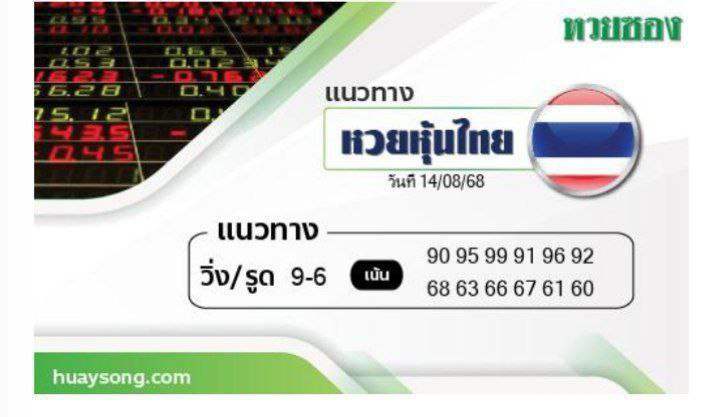 หวยซอง
แนวทาง
หวยหุ้นไทย
วันที่ 14/08/68
แนวทาง
วิ่ง/รูด 9-6 เน้น
90 95 99 91 96 92
68 63 66 67 61 60
huaysong.com